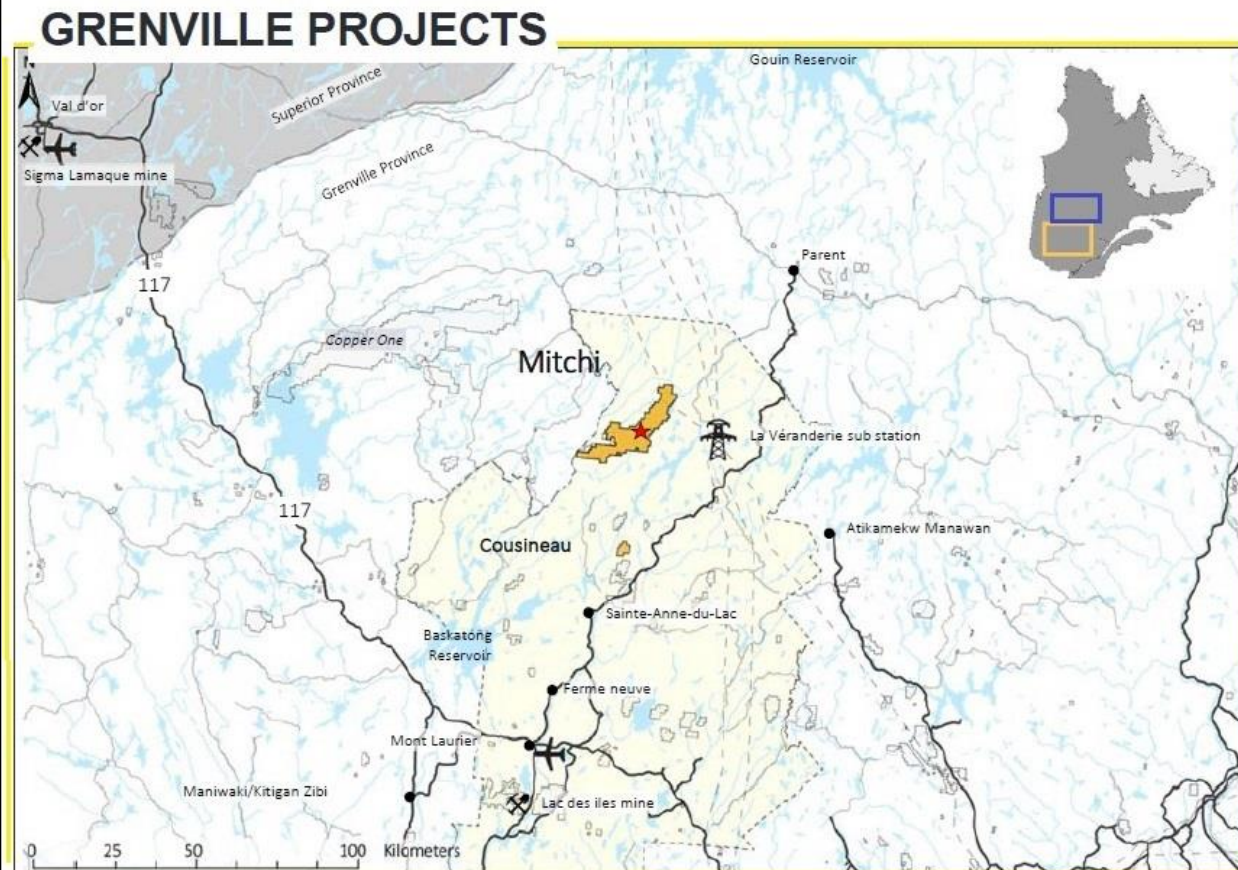 GRENVILLE PROJECTS
N
Gouin Reservoir
Superior Province
Val d'or
Sigma Lamaque mine
Grenville Province
Parent
117
Copper One
Mitchi
La Véranderie sub station
117
Atikamekw Manawan
Cousineau
Sainte-Anne-du-Lac
Baskatong
Reservoir
Ferme neuve
Mont Laurier
Maniwaki/Kitigan Zibi
Lac des iles mine
0 25 50 100 Kilometers